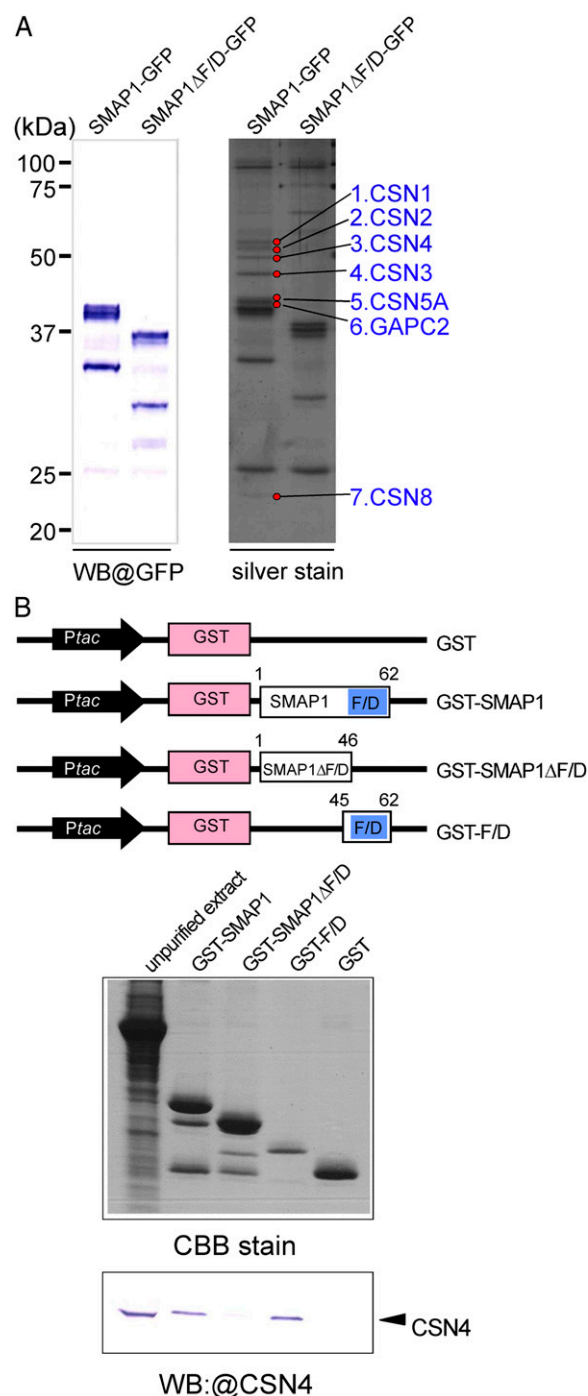 A
SMAP1-GFP
SMAP1ΔF/D-GFP
SMAP1-GFP
SMAP1ΔF/D-GFP
(kDa)
100
75
50
37
25
20
1.CSN1
2.CSN2
3.CSN4
4.CSN3
5.CSN5A
6.GAPC2
7.CSN8
WB@GFP
silver stain
B
Ptac
GST
GST
1
62
Ptac
GST
SMAP1
F/D
GST-SMAP1
1
46
Ptac
GST
SMAP1ΔF/D
GST-SMAP1ΔF/D
45
62
Ptac
GST
F/D
GST-F/D
unpurified extract
GST-SMAP1
GST-SMAP1ΔF/D
GST-F/D
GST
CBB stain
CSN4
WB:@CSN4